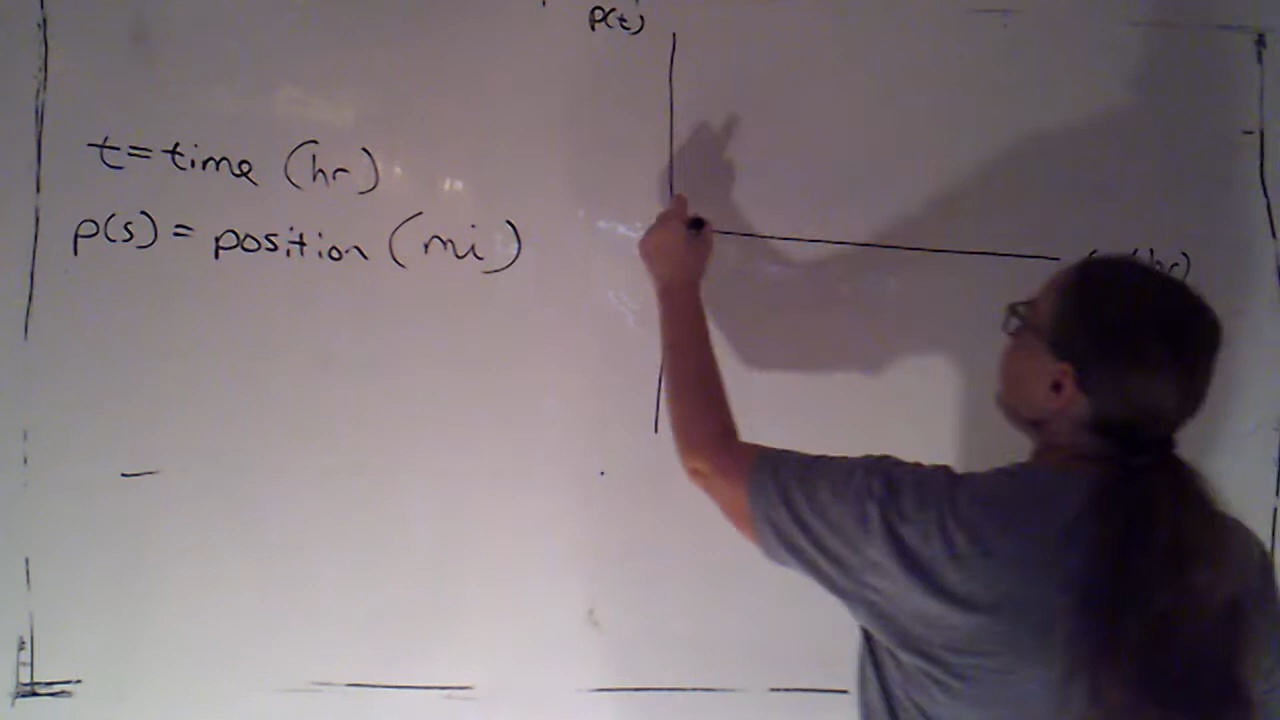 p(t)
t=time (hr)
p(s) = position (mi)